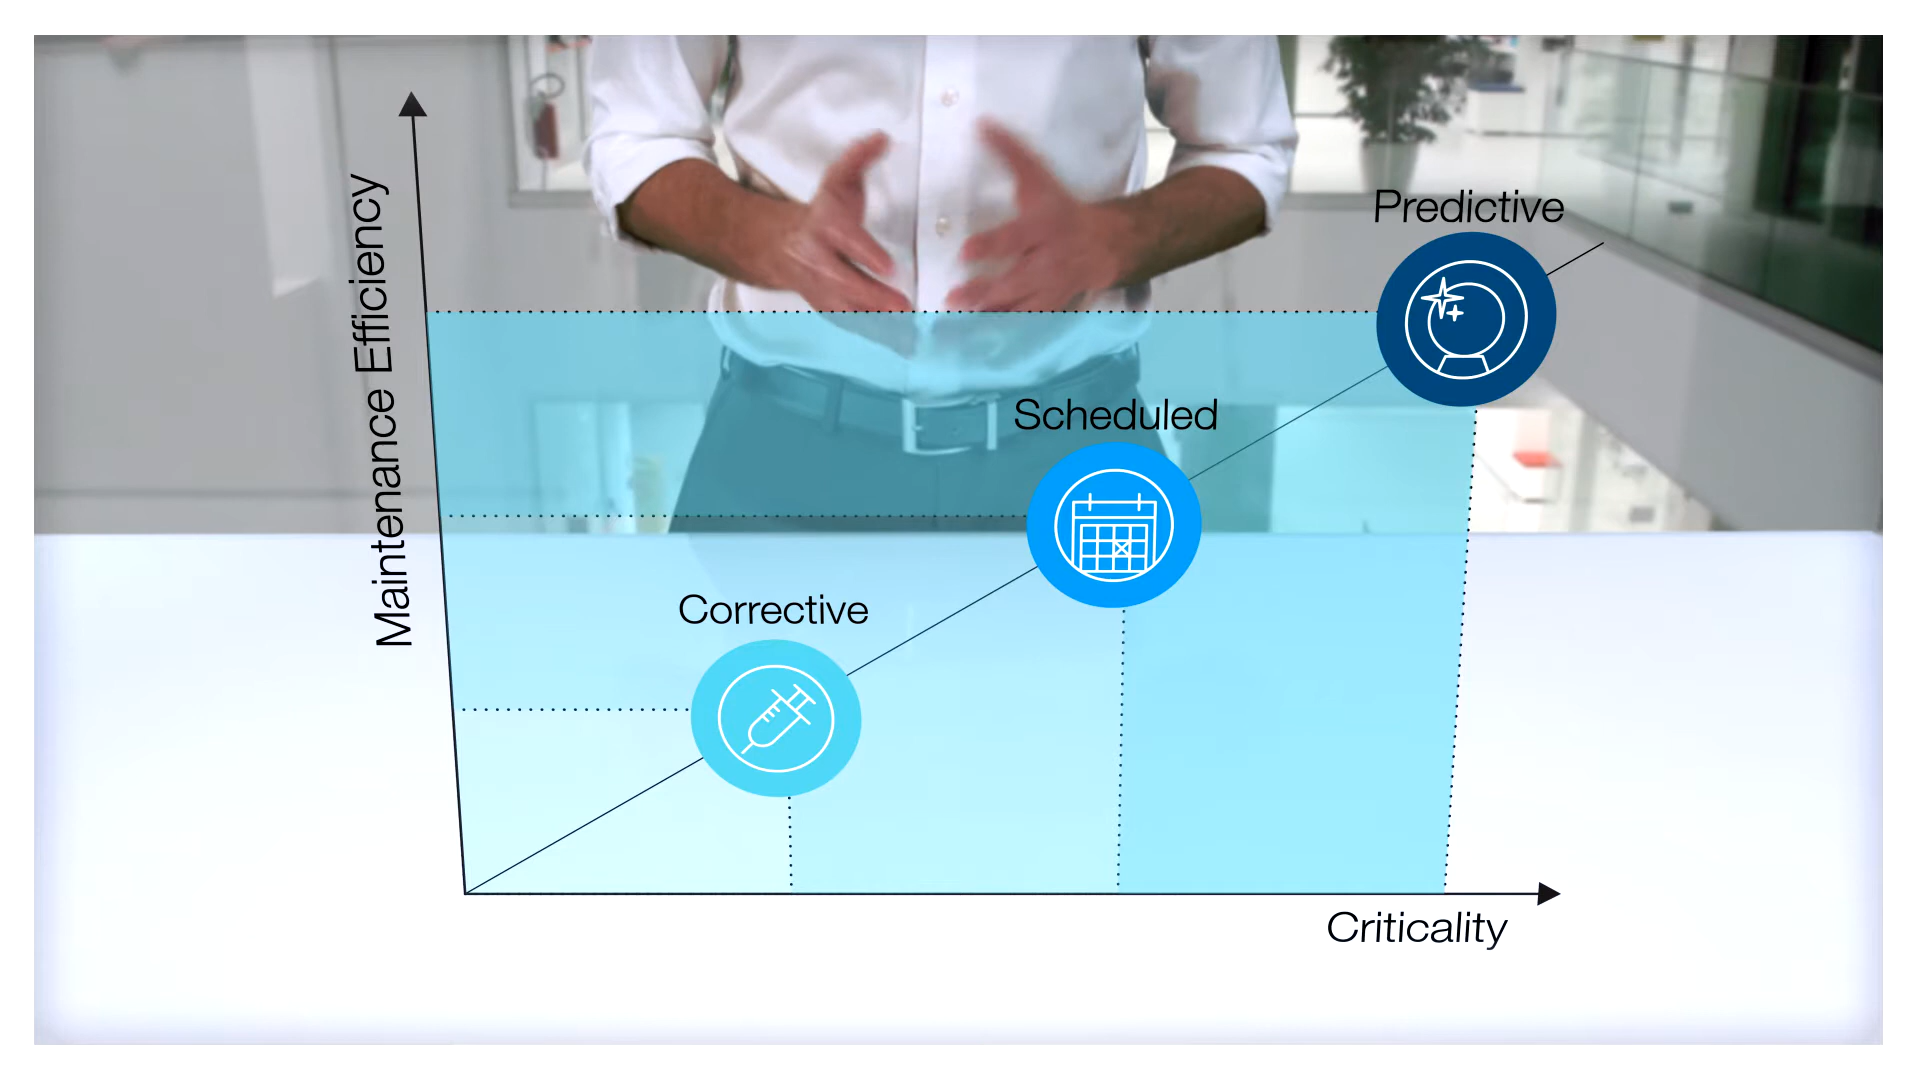 Predictive
Maintenance Efficiency
Scheduled
Corrective
Criticality